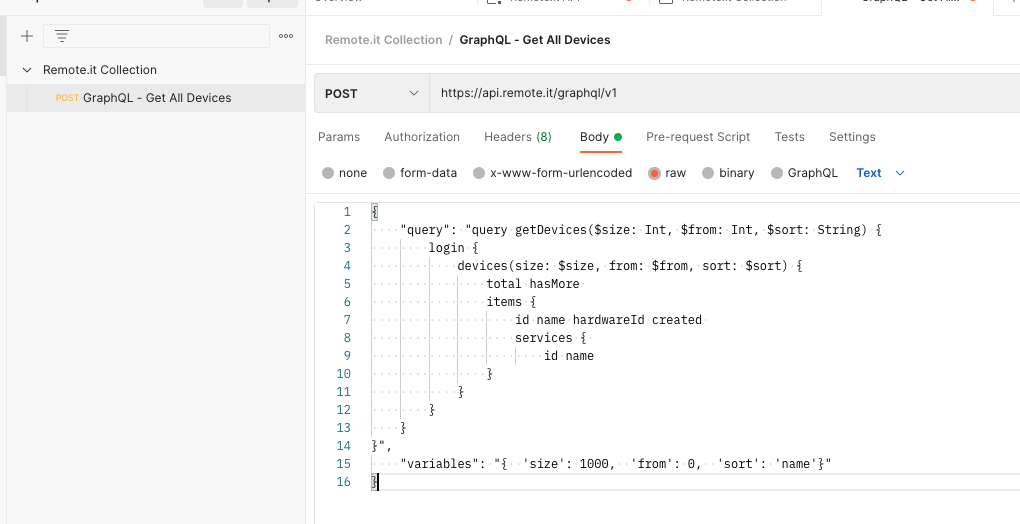 Remote.it Collection / GraphQL - Get All Devices
Remote.it Collection
POST GraphQL - Get All Devices
POST https://api.remote.it/graphql/v1
Params Authorization Headers (8) Body Pre-request Script Tests Settings
none form-data x-www-form-urlencoded raw binary GraphQL Text
1 {
2 "query": "query getDevices($size: Int, $from: Int, $sort: String) {
3 login {
4 devices(size: $size, from: $from, sort: $sort) {
5 total hasMore
6 items {
7 id name hardwareId created
8 services {
9 id name
10 }
11 }
12 }
13 }
14 }",
15 "variables": "{  'size': 1000,  'from': 0,  'sort': 'name'}"
16 }